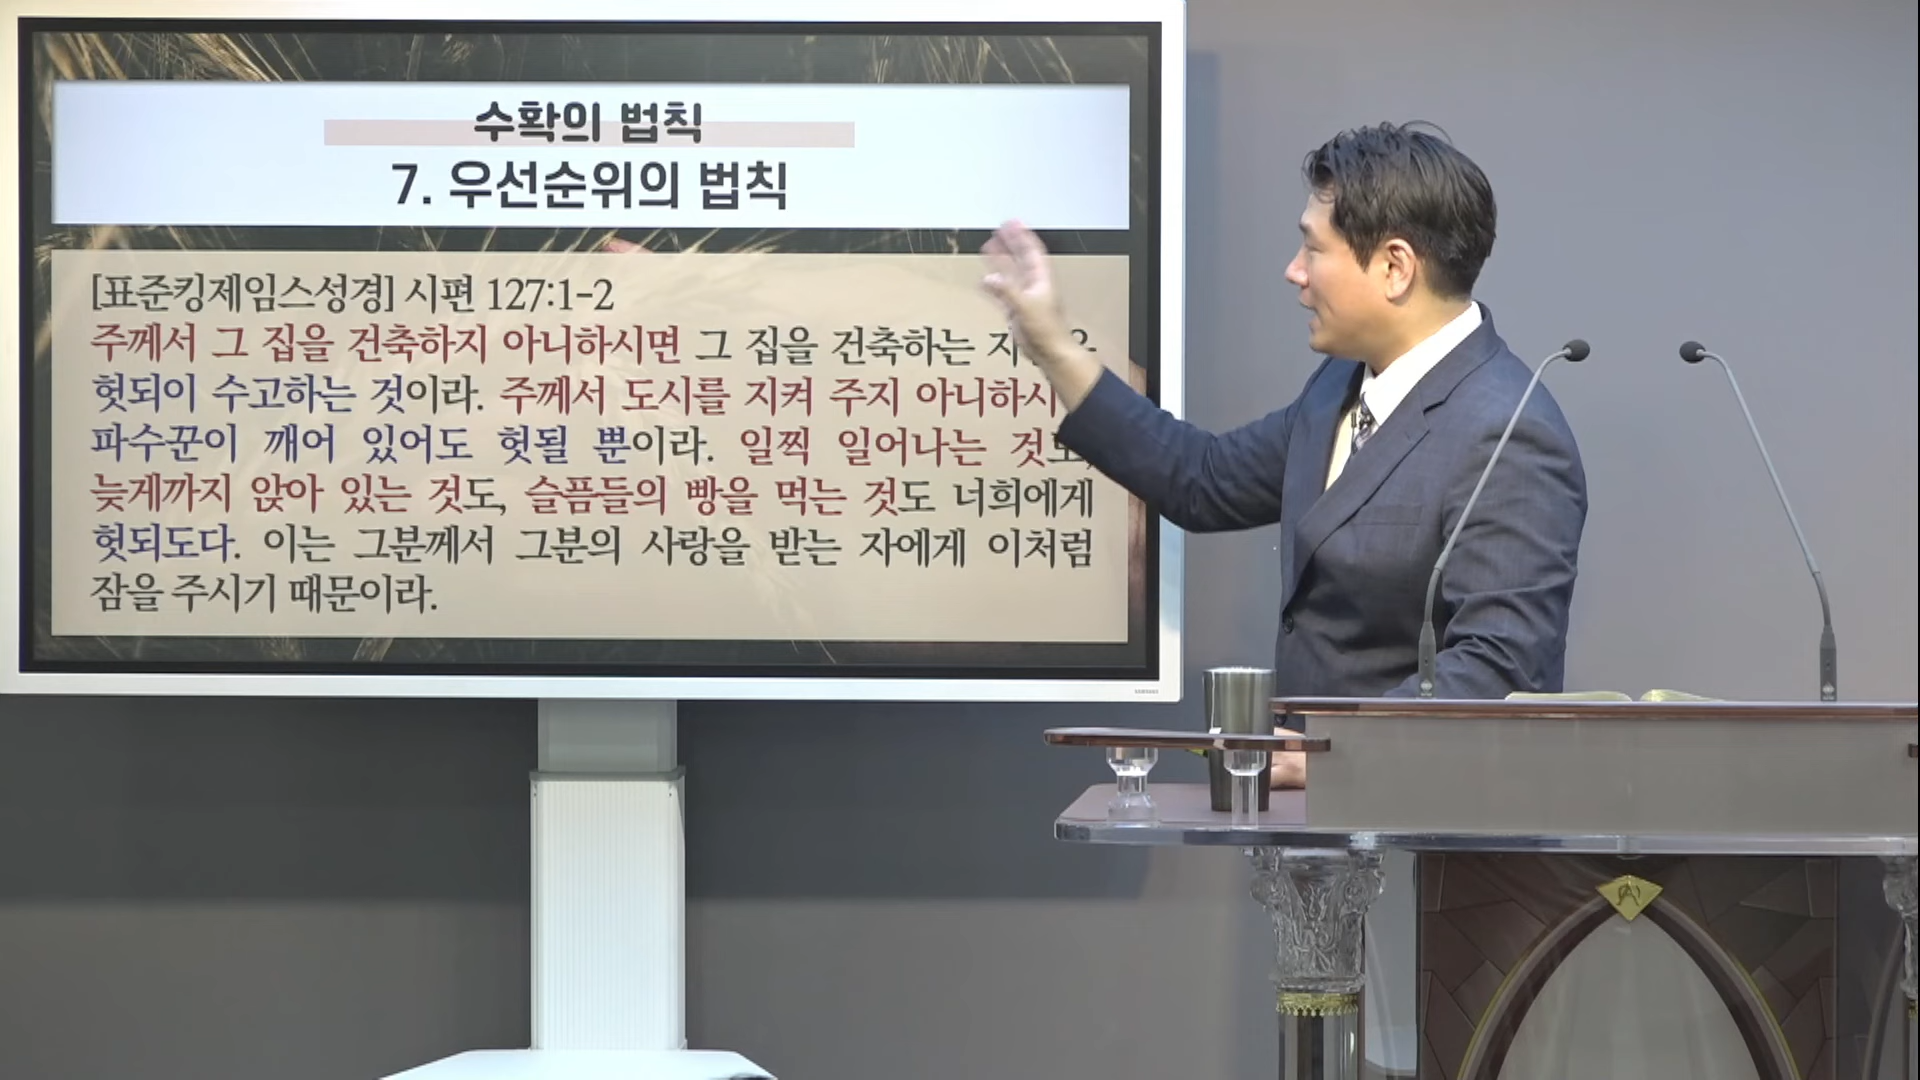 수확의 법칙
7. 우선순위의 법칙
[표준킹제임스성경] 시편 127:1-2
주께서 그 집을 건축하지 아니하시면 그 집을 건축하는
헛되이 수고하는 것이라. 주께서 도시를 지켜 주지 아니하시
파수꾼이 깨어 있어도 헛될 뿐이라. 일찍 일어나는 것도,
늦게까지 앉아 있는 것도, 슬픔들의 빵을 먹는 것도 너희에게
헛되도다. 이는 그분께서 그분의 사랑을 받는 자에게 이처럼
잠을 주시기 때문이라.
SAMSUNG